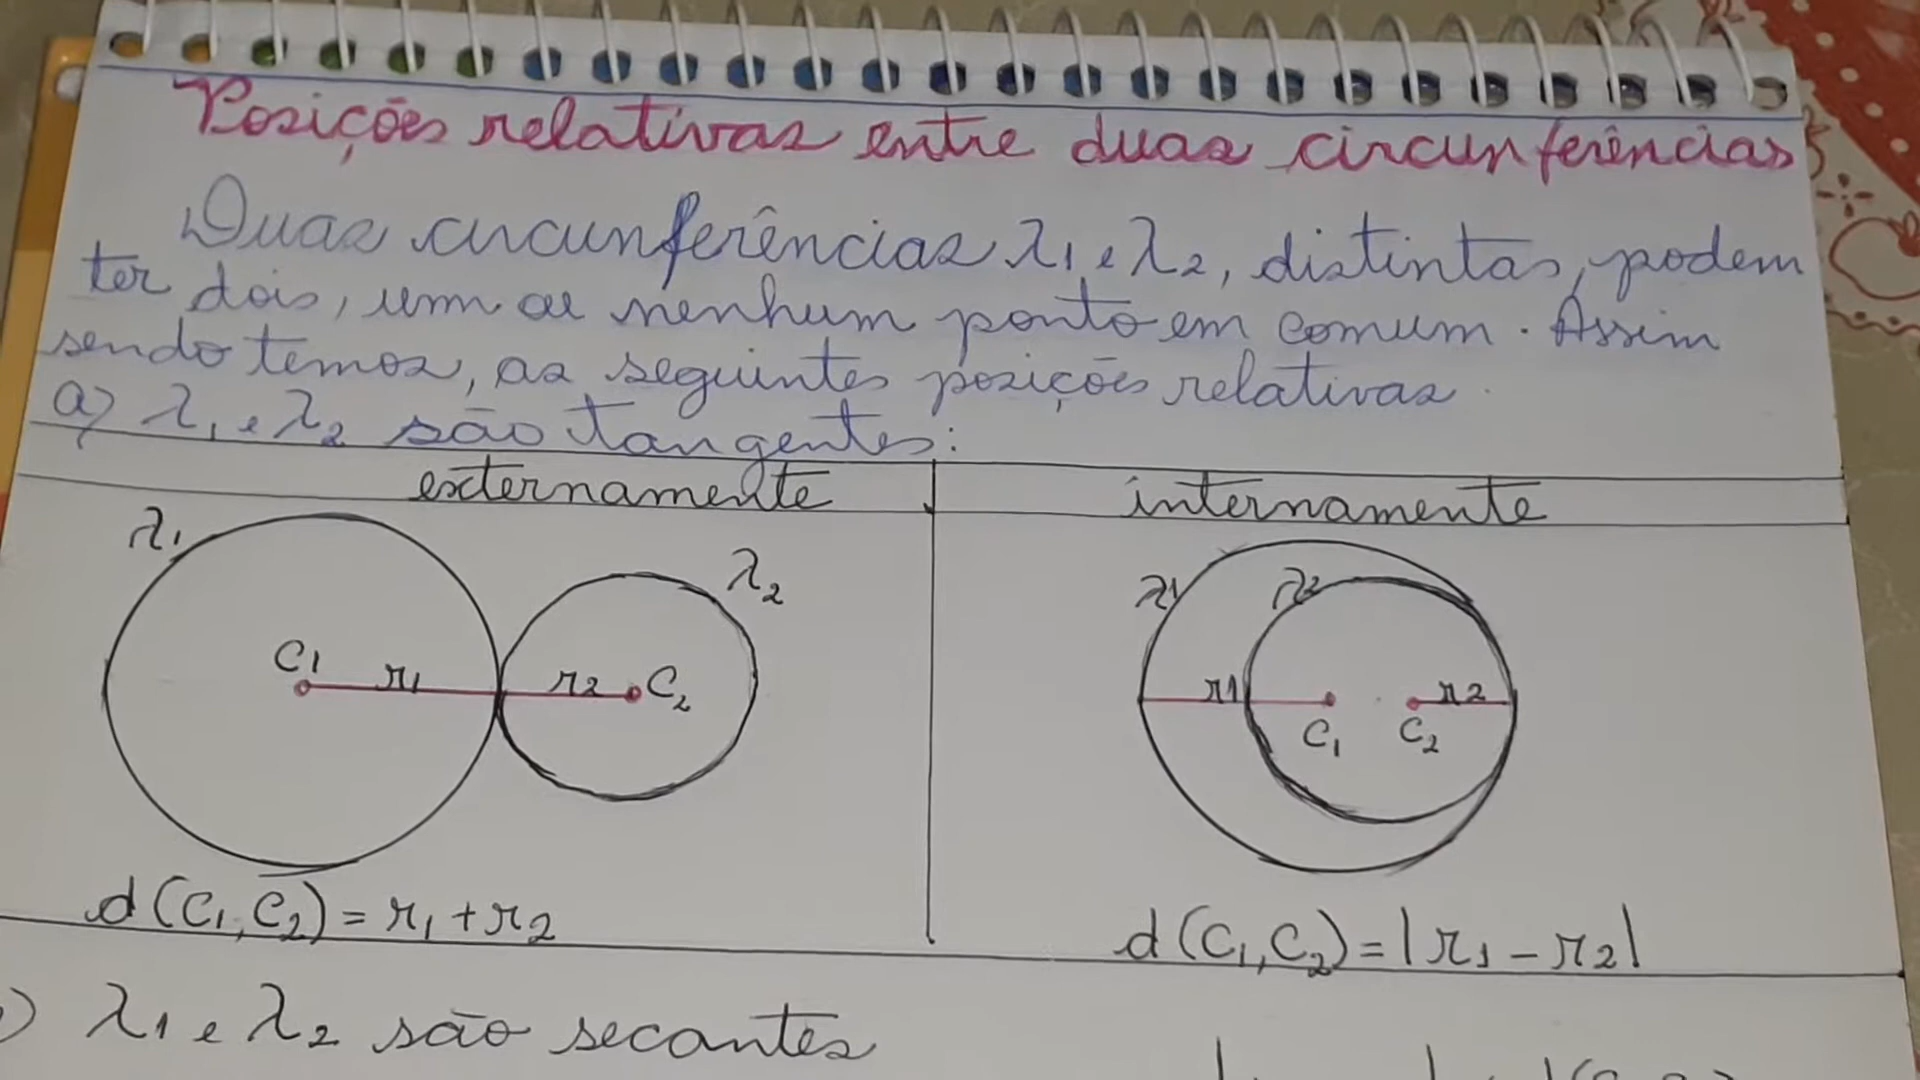 Posições relativas entre duas circunferências
Duas circunferências λ1 e λ2, distintas, podem
ter dois, um ou nenhum ponto em comum. Assim
sendo temos, as seguintes posições relativas.
a) λ1 e λ2 são tangentes:
externamente
internamente
λ1
λ2
C1 r1 r2 C2
λ1 λ2
r1 C1 C2 r2
d(C1,C2) = r1 + r2
d(C1,C2) = |r1 - r2|
) λ1 e λ2 são secantes